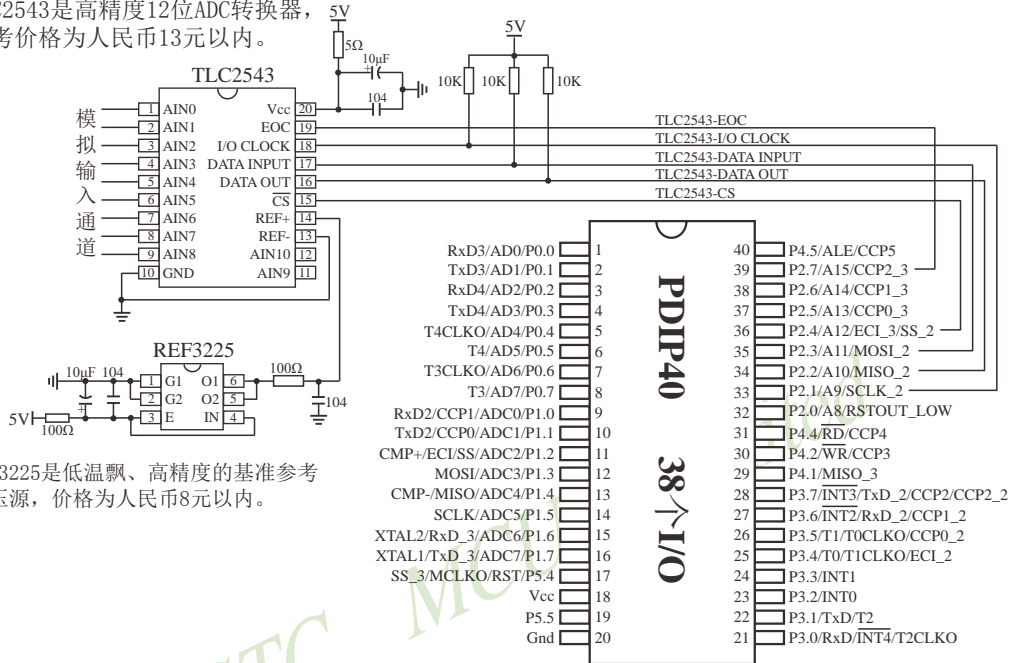 C2543是高精度12位ADC转换器，
考价格为人民币13元以内。
5V
5Ω
10μF
+
104
5V
10K
10K
10K
TLC2543
模拟输入通道
1 AIN0
2 AIN1
3 AIN2
4 AIN3
5 AIN4
6 AIN5
7 AIN6
8 AIN7
9 AIN8
10 GND
Vcc 20
EOC 19
I/O CLOCK 18
DATA INPUT 17
DATA OUT 16
CS 15
REF+ 14
REF- 13
AIN10 12
AIN9 11
TLC2543-EOC
TLC2543-I/O CLOCK
TLC2543-DATA INPUT
TLC2543-DATA OUT
TLC2543-CS
REF3225
10μF 104
+
1 G1 O1 6
2 G2 O2 5
3 E IN 4
100Ω
104
5V
100Ω
3225是低温飘、高精度的基准参考
压源，价格为人民币8元以内。
PDIP40
38个I/O
RxD3/AD0/P0.0 1
TxD3/AD1/P0.1 2
RxD4/AD2/P0.2 3
TxD4/AD3/P0.3 4
T4CLKO/AD4/P0.4 5
T4/AD5/P0.5 6
T3CLKO/AD6/P0.6 7
T3/AD7/P0.7 8
RxD2/CCP1/ADC0/P1.0 9
TxD2/CCP0/ADC1/P1.1 10
CMP+/ECI/SS/ADC2/P1.2 11
MOSI/ADC3/P1.3 12
CMP-/MISO/ADC4/P1.4 13
SCLK/ADC5/P1.5 14
XTAL2/RxD_3/ADC6/P1.6 15
XTAL1/TxD_3/ADC7/P1.7 16
SS_3/MCLKO/RST/P5.4 17
Vcc 18
P5.5 19
Gnd 20
40 P4.5/ALE/CCP5
39 P2.7/A15/CCP2_3
38 P2.6/A14/CCP1_3
37 P2.5/A13/CCP0_3
36 P2.4/A12/ECI_3/SS_2
35 P2.3/A11/MOSI_2
34 P2.2/A10/MISO_2
33 P2.1/A9/SCLK_2
32 P2.0/A8/RSTOUT_LOW
31 P4.4/RD/CCP4
30 P4.2/WR/CCP3
29 P4.1/MISO_3
28 P3.7/INT3/TxD_2/CCP2/CCP2_2
27 P3.6/INT2/RxD_2/CCP1_2
26 P3.5/T1/T0CLKO/CCP0_2
25 P3.4/T0/T1CLKO/ECI_2
24 P3.3/INT1
23 P3.2/INT0
22 P3.1/TxD/T2
21 P3.0/RxD/INT4/T2CLKO
MCU